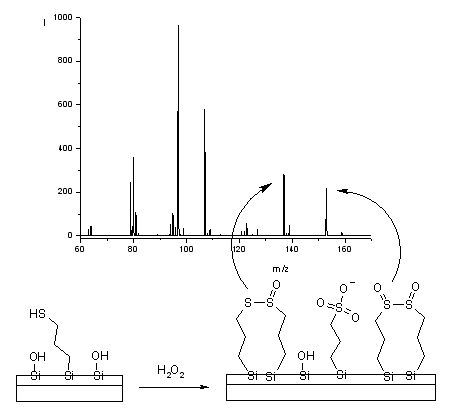 I
1000
800
600
400
200
0
60 80 100 120 140 160
m/z
O
S S
O
O⁻
S
O
O
O
S S
O
HS
OH
OH
Si Si Si
H₂O₂
OH
Si Si Si Si Si Si